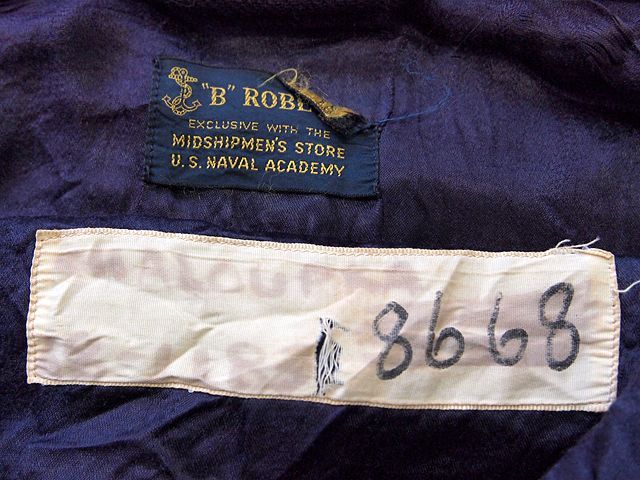 "B" ROBE
EXCLUSIVE WITH THE
MIDSHIPMEN'S STORE
U.S. NAVAL ACADEMY
8668